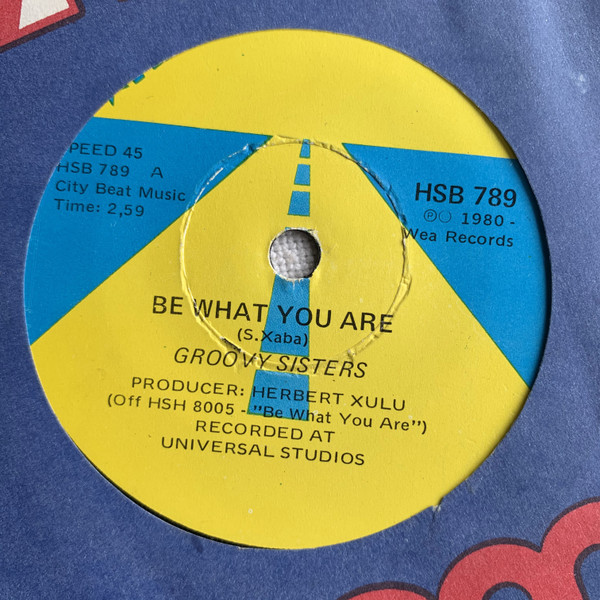 PEED 45
HSB 789 A
City Beat Music
Time: 2,59
HSB 789
Ⓟ© 1980 -
Wea Records
BE WHAT YOU ARE
(S.Xaba)
GROOVY SISTERS
PRODUCER: HERBERT XULU
(Off HSH 8005 - "Be What You Are")
RECORDED AT
UNIVERSAL STUDIOS